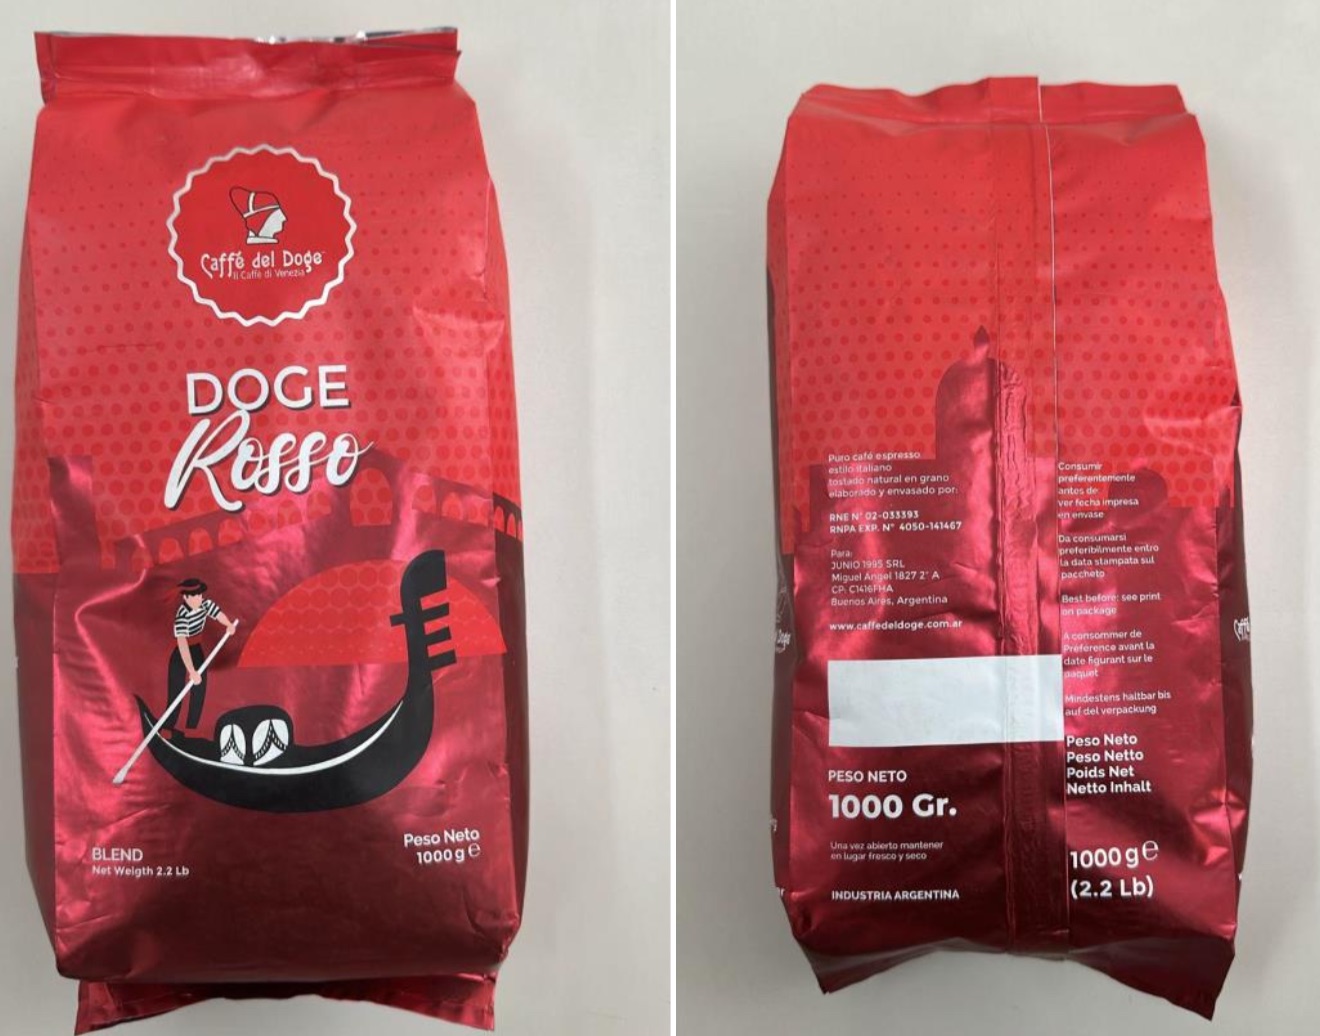 Caffé del Doge
Il Caffè di Venezia
DOGE
Rosso
BLEND
Net Weigth 2.2 Lb
Peso Neto
1000 g e
Puro café espresso
estilo italiano
tostado natural en grano
elaborado y envasado por:
RNE N° 02-033393
RNPA EXP. N° 4050-141467
Para:
JUNIO 1995 SRL
Miguel Angel 1827 2° A
CP: C1416FHA
Buenos Aires, Argentina
www.caffedeldoge.com.ar
PESO NETO
1000 Gr.
Una vez abierto mantener
en lugar fresco y seco
INDUSTRIA ARGENTINA
Consumir
preferentemente
antes de:
ver fecha impresa
en envase
Da consumarsi
preferibilmente entro
la data stampata sul
paccheto
Best before: see print
on package
A consommer de
Préférence avant la
date figurant sur le
paquet
Mindestens haltbar bis
auf del verpackung
Peso Neto
Peso Netto
Poids Net
Netto Inhalt
1000 g e
(2.2 Lb)